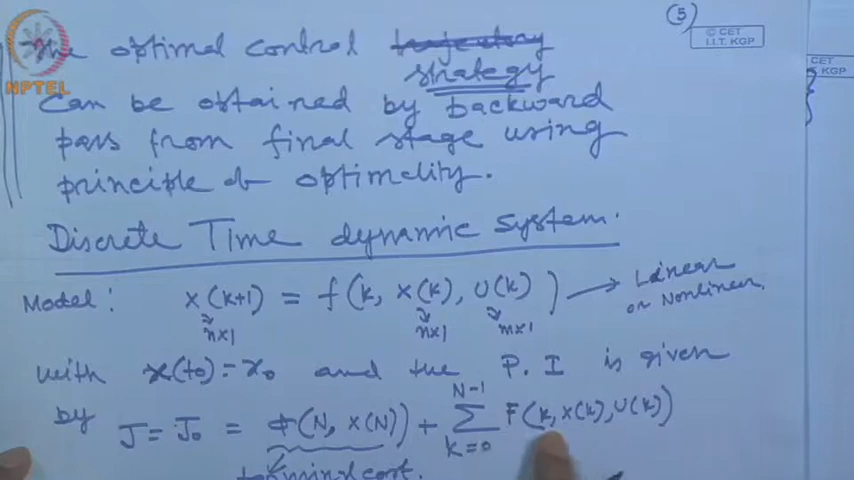 5
© CET
I.I.T. KGP
CET
KGP
NPTEL
The optimal control trajectory
strategy
can be obtained by backward
pass from final stage using
principle of optimality.
Discrete Time dynamic system.
Model: x(k+1) = f(k, x(k), u(k)) → Linear
or Nonlinear.
n×1 n×1 m×1
with x(t0) = x0 and the P.I is given
by J = J0 = φ(N, x(N)) + Σ F(k, x(k), u(k))
N-1
k=0
terminal cost.